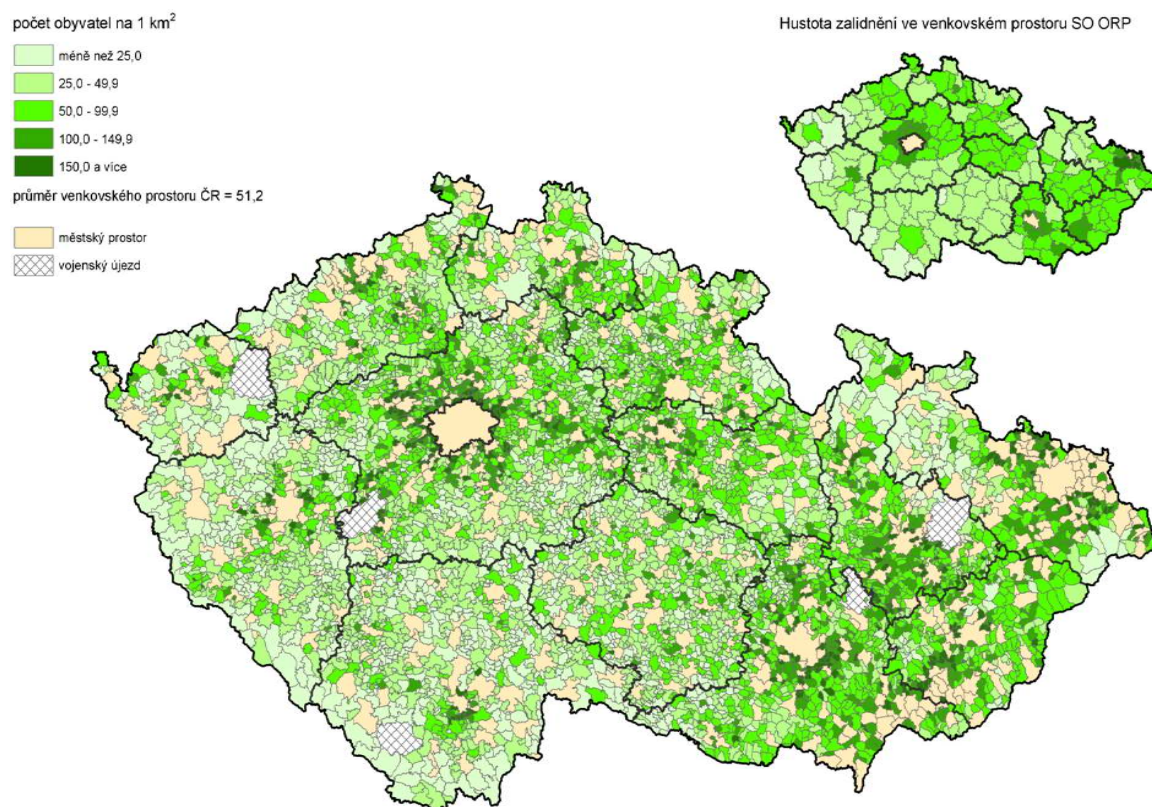 počet obyvatel na 1 km²
méně než 25,0
25,0 - 49,9
50,0 - 99,9
100,0 - 149,9
150,0 a více
průměr venkovského prostoru ČR = 51,2
městský prostor
vojenský újezd
Hustota zalidnění ve venkovském prostoru SO ORP